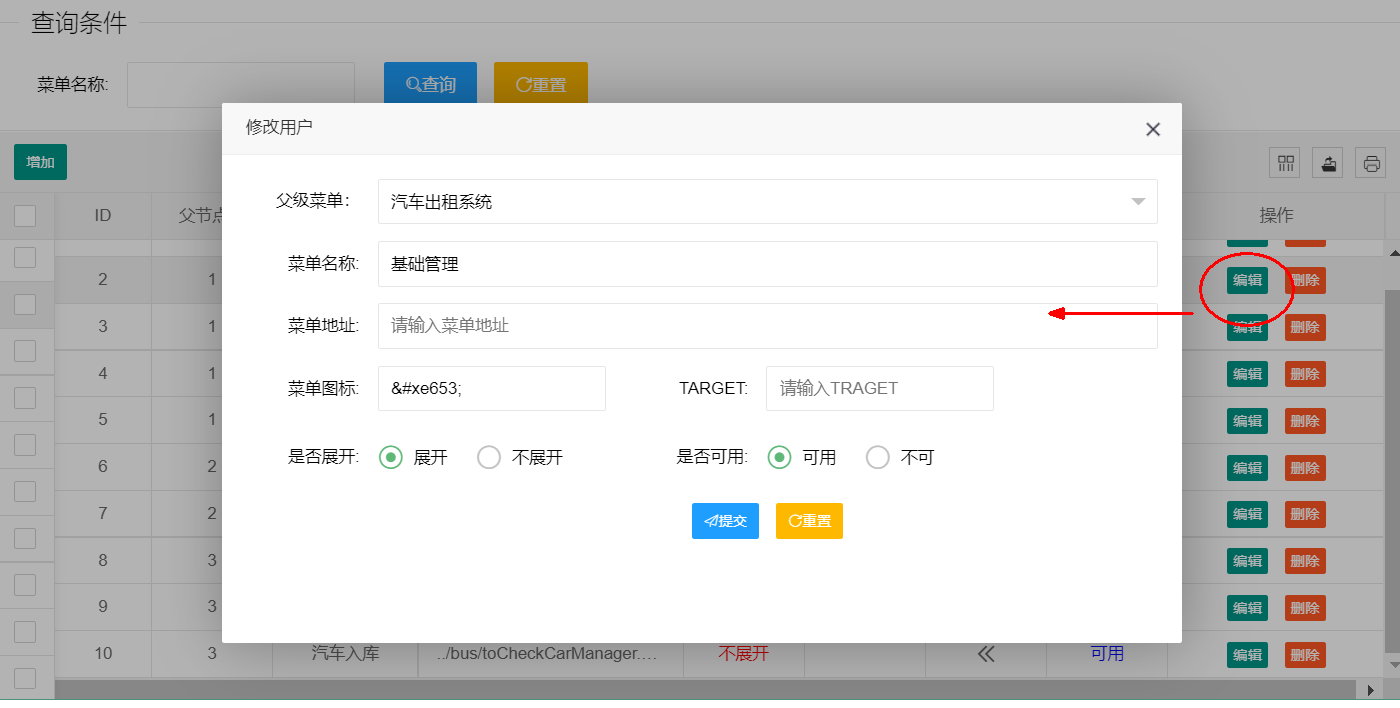 查询条件
菜单名称:
查询 重置
修改用户
增加
父级菜单： 汽车出租系统
ID 父节点 操作
菜单名称: 基础管理
2 1 编辑 删除
菜单地址: 请输入菜单地址
3 1 编辑 删除
菜单图标: &#xe653; TARGET: 请输入TRAGET
4 1 编辑 删除
5 1 编辑 删除
是否展开: 展开 不展开 是否可用: 可用 不可
6 2 编辑 删除
7 2 编辑 删除
提交 重置
8 3 编辑 删除
9 3 编辑 删除
10 3 汽车入库 ../bus/toCheckCarManager.… 不展开 可用 编辑 删除